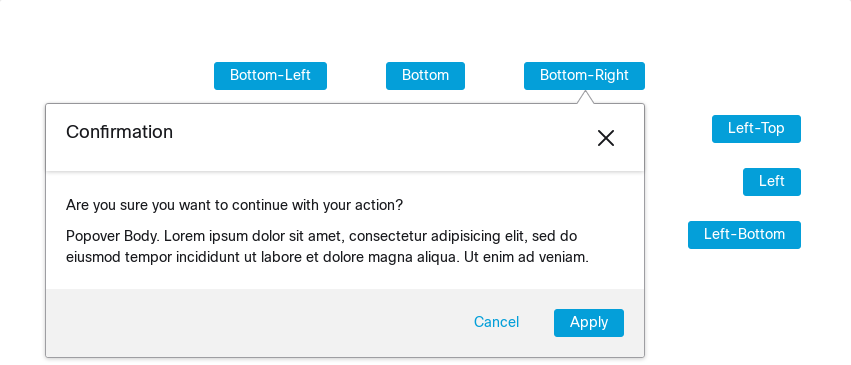 Bottom-Left
Bottom
Bottom-Right
Confirmation
Left-Top
Left
Are you sure you want to continue with your action?
Left-Bottom
Popover Body. Lorem ipsum dolor sit amet, consectetur adipisicing elit, sed do
eiusmod tempor incididunt ut labore et dolore magna aliqua. Ut enim ad veniam.
Cancel
Apply